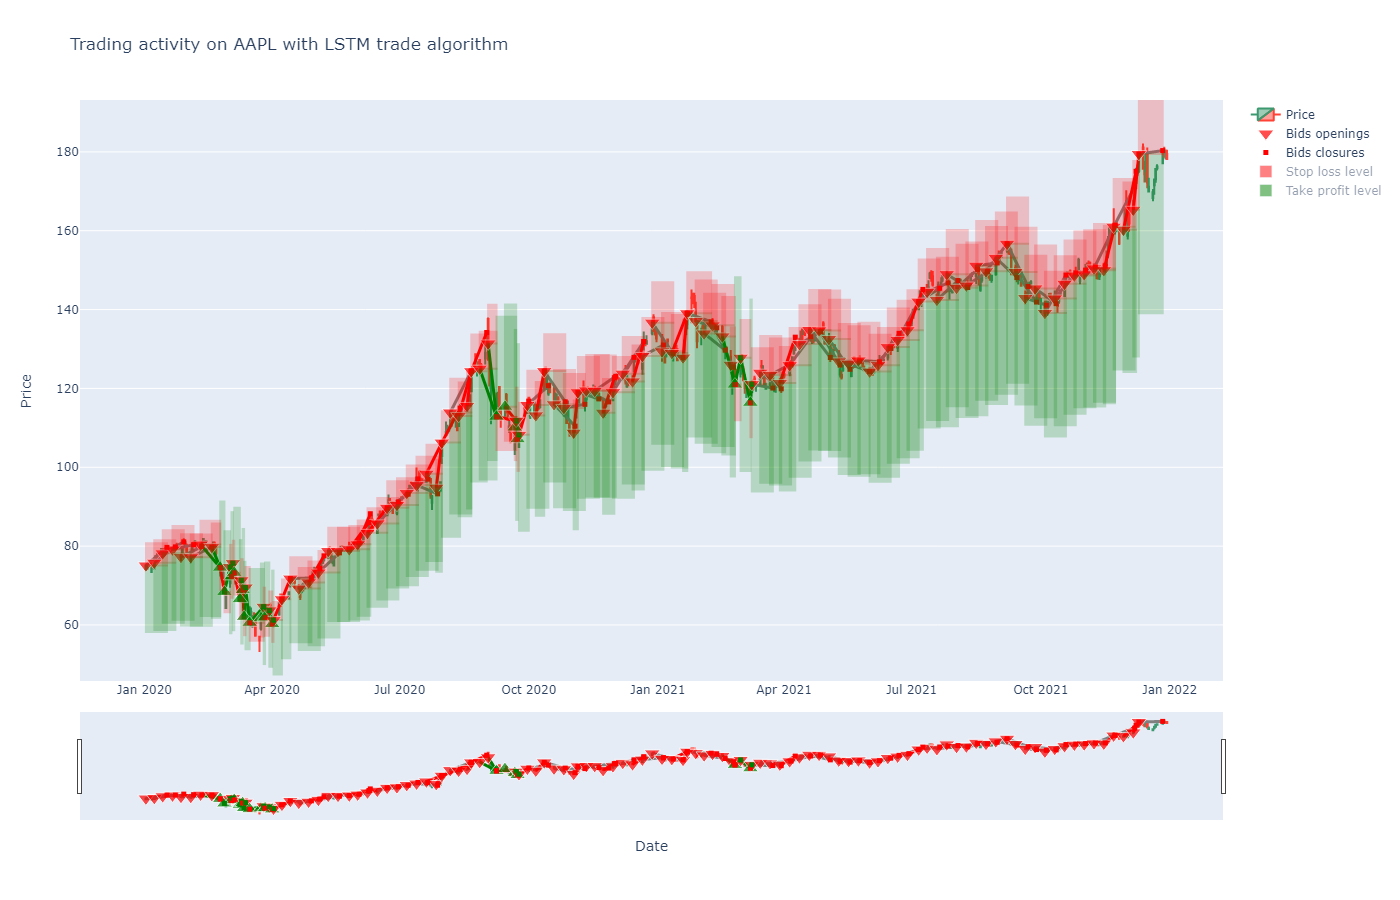 Trading activity on AAPL with LSTM trade algorithm
Price
Bids openings
Bids closures
Stop loss level
Take profit level
180
160
140
120
100
80
60
Price
Jan 2020
Apr 2020
Jul 2020
Oct 2020
Jan 2021
Apr 2021
Jul 2021
Oct 2021
Jan 2022
Date